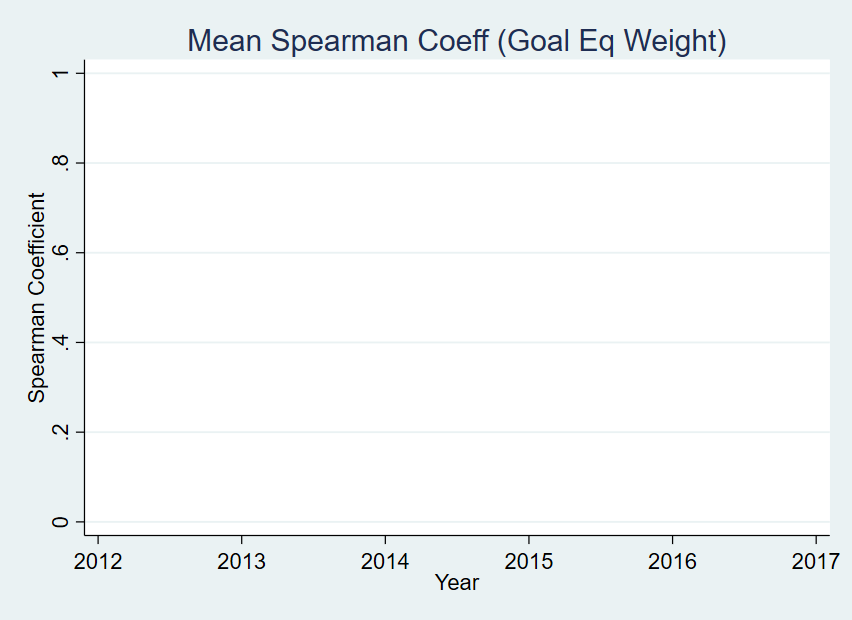 Mean Spearman Coeff (Goal Eq Weight)
Spearman Coefficient
1
.8
.6
.4
.2
0
2012 2013 2014 2015 2016 2017
Year